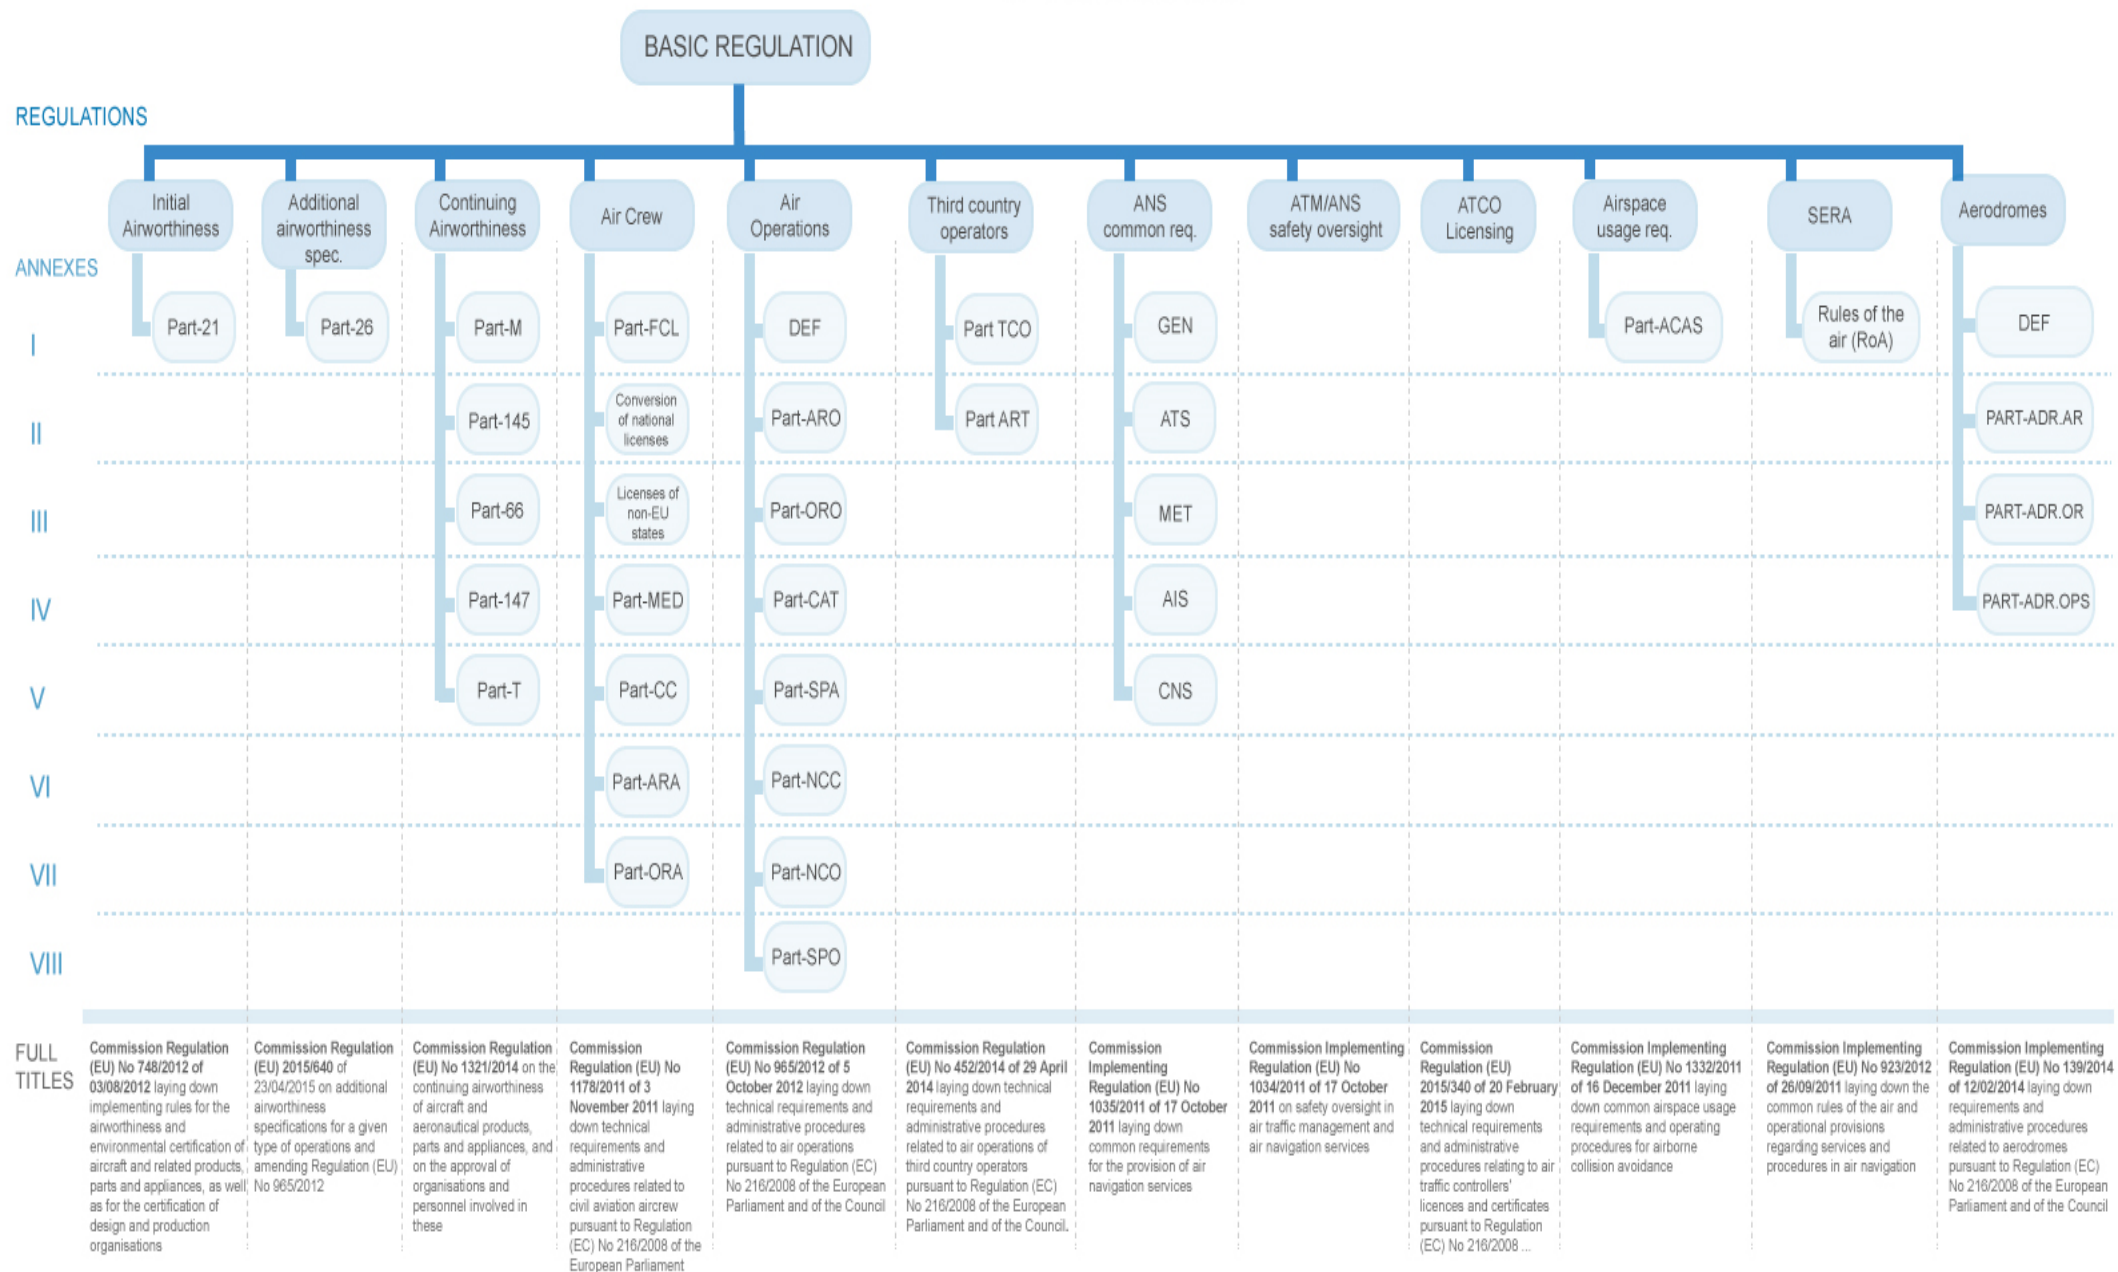 BASIC REGULATION
REGULATIONS
Initial
Airworthiness
Additional
airworthiness
spec.
Continuing
Airworthiness
Air Crew
Air
Operations
Third country
operators
ANS
common req.
ATM/ANS
safety oversight
ATCO
Licensing
Airspace
usage req.
SERA
Aerodromes
ANNEXES
I
Part-21
Part-26
Part-M
Part-FCL
DEF
Part TCO
GEN
Part-ACAS
Rules of the
air (RoA)
DEF
II
Part-145
Conversion
of national
licenses
Part-ARO
Part ART
ATS
PART-ADR.AR
III
Part-66
Licenses of
non-EU
states
Part-ORO
MET
PART-ADR.OR
IV
Part-147
Part-MED
Part-CAT
AIS
PART-ADR.OPS
V
Part-T
Part-CC
Part-SPA
CNS
VI
Part-ARA
Part-NCC
VII
Part-ORA
Part-NCO
VIII
Part-SPO
FULL
TITLES
Commission Regulation
(EU) No 748/2012 of
03/08/2012 laying down
implementing rules for the
airworthiness and
environmental certification of
aircraft and related products,
parts and appliances, as well
as for the certification of
design and production
organisations
Commission Regulation
(EU) 2015/640 of
23/04/2015 on additional
airworthiness
specifications for a given
type of operations and
amending Regulation (EU)
No 965/2012
Commission Regulation
(EU) No 1321/2014 on the
continuing airworthiness
of aircraft and
aeronautical products,
parts and appliances, and
on the approval of
organisations and
personnel involved in
these
Commission
Regulation (EU) No
1178/2011 of 3
November 2011 laying
down technical
requirements and
administrative
procedures related to
civil aviation aircrew
pursuant to Regulation
(EC) No 216/2008 of the
European Parliament
Commission Regulation
(EU) No 965/2012 of 5
October 2012 laying down
technical requirements and
administrative procedures
related to air operations
pursuant to Regulation (EC)
No 216/2008 of the European
Parliament and of the Council
Commission Regulation
(EU) No 452/2014 of 29 April
2014 laying down technical
requirements and
administrative procedures
related to air operations of
third country operators
pursuant to Regulation (EC)
No 216/2008 of the European
Parliament and of the Council.
Commission
Implementing
Regulation (EU) No
1035/2011 of 17 October
2011 laying down
common requirements
for the provision of air
navigation services
Commission Implementing
Regulation (EU) No
1034/2011 of 17 October
2011 on safety oversight in
air traffic management and
air navigation services
Commission
Regulation (EU)
2015/340 of 20 February
2015 laying down
technical requirements
and administrative
procedures relating to air
traffic controllers'
licences and certificates
pursuant to Regulation
(EC) No 216/2008 ...
Commission Implementing
Regulation (EU) No 1332/2011
of 16 December 2011 laying
down common airspace usage
requirements and operating
procedures for airborne
collision avoidance
Commission Implementing
Regulation (EU) No 923/2012
of 26/09/2011 laying down the
common rules of the air and
operational provisions
regarding services and
procedures in air navigation
Commission Implementing
Regulation (EU) No 139/2014
of 12/02/2014 laying down
requirements and
administrative procedures
related to aerodromes
pursuant to Regulation (EC)
No 216/2008 of the European
Parliament and of the Council